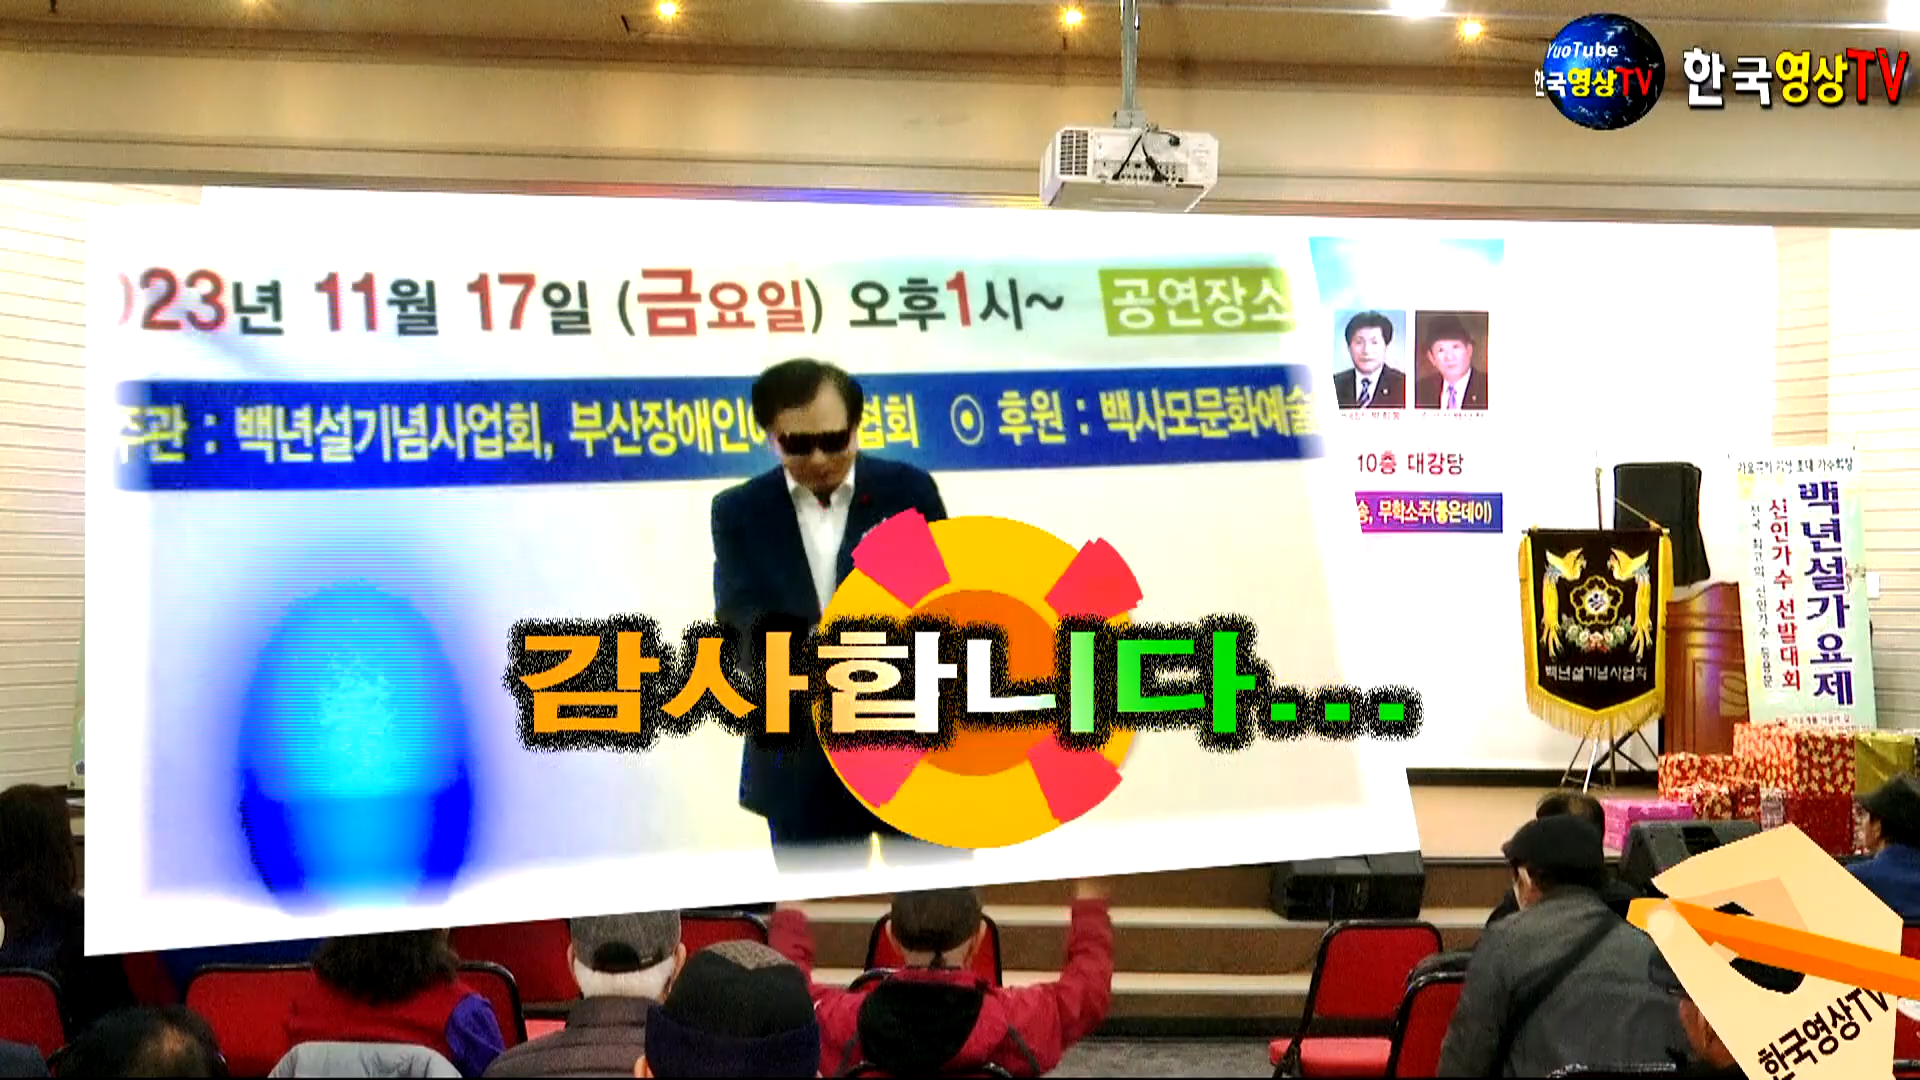 YuoTube
한국영상TV
한국영상TV
023년 11월 17일 (금요일) 오후1시~ 공연장소
주관 : 백년설기념사업회, 부산장애인 협회 ⊙ 후원 : 백사모문화예술
10층 대강당
무학소주(좋은데이)
감사합니다...
백년설기념사업회
백년설가요제
신인가수 선발대회
한국영상TV